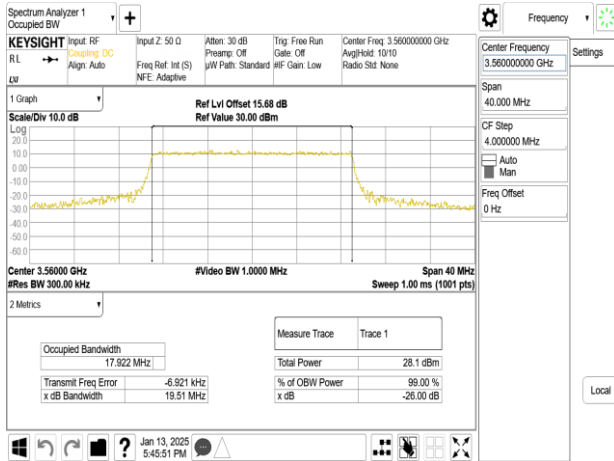 Spectrum Analyzer 1
Occupied BW
Frequency
KEYSIGHT
RL
Input: RF
Coupling: DC
Align: Auto
Input Z: 50 Ω
Freq Ref: Int (S)
NFE: Adaptive
Atten: 30 dB
Preamp: Off
µW Path: Standard
Trig: Free Run
Gate: Off
#IF Gain: Low
Center Freq: 3.560000000 GHz
Avg|Hold: 10/10
Radio Std: None
Center Frequency
3.560000000 GHz
Settings
Span
40.000 MHz
CF Step
4.000000 MHz
Auto
Man
Freq Offset
0 Hz
Local
1 Graph
Scale/Div 10.0 dB
Ref Lvl Offset 15.68 dB
Ref Value 30.00 dBm
Log
20.0
10.0
0.00
-10.0
-20.0
-30.0
-40.0
-50.0
-60.0
Center 3.56000 GHz
#Video BW 1.0000 MHz
Span 40 MHz
#Res BW 300.00 kHz
Sweep 1.00 ms (1001 pts)
2 Metrics
Measure Trace
Trace 1
Occupied Bandwidth
17.922 MHz
Total Power
28.1 dBm
Transmit Freq Error
-6.921 kHz
% of OBW Power
99.00 %
x dB Bandwidth
19.51 MHz
x dB
-26.00 dB
?
Jan 13, 2025
5:45:51 PM